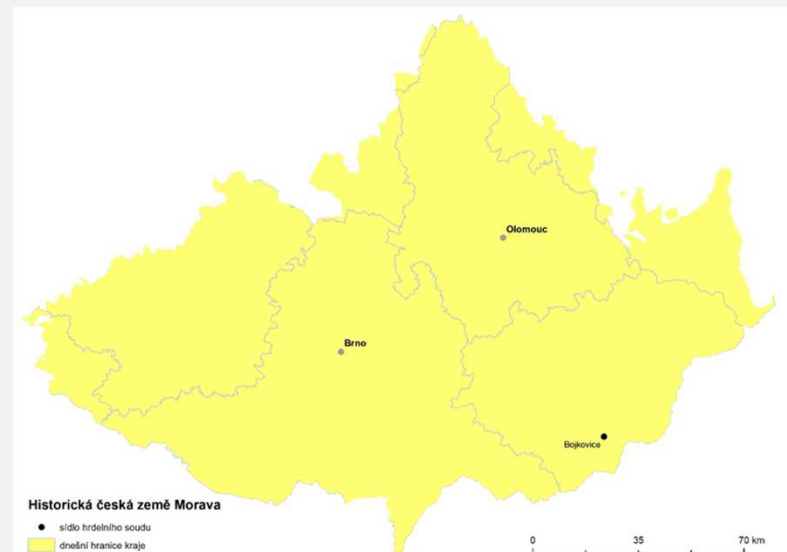 Olomouc
Brno
Bojkovice
Historická česká země Morava
sídlo hrdelního soudu
dnešní hranice kraje
0 35 70 km